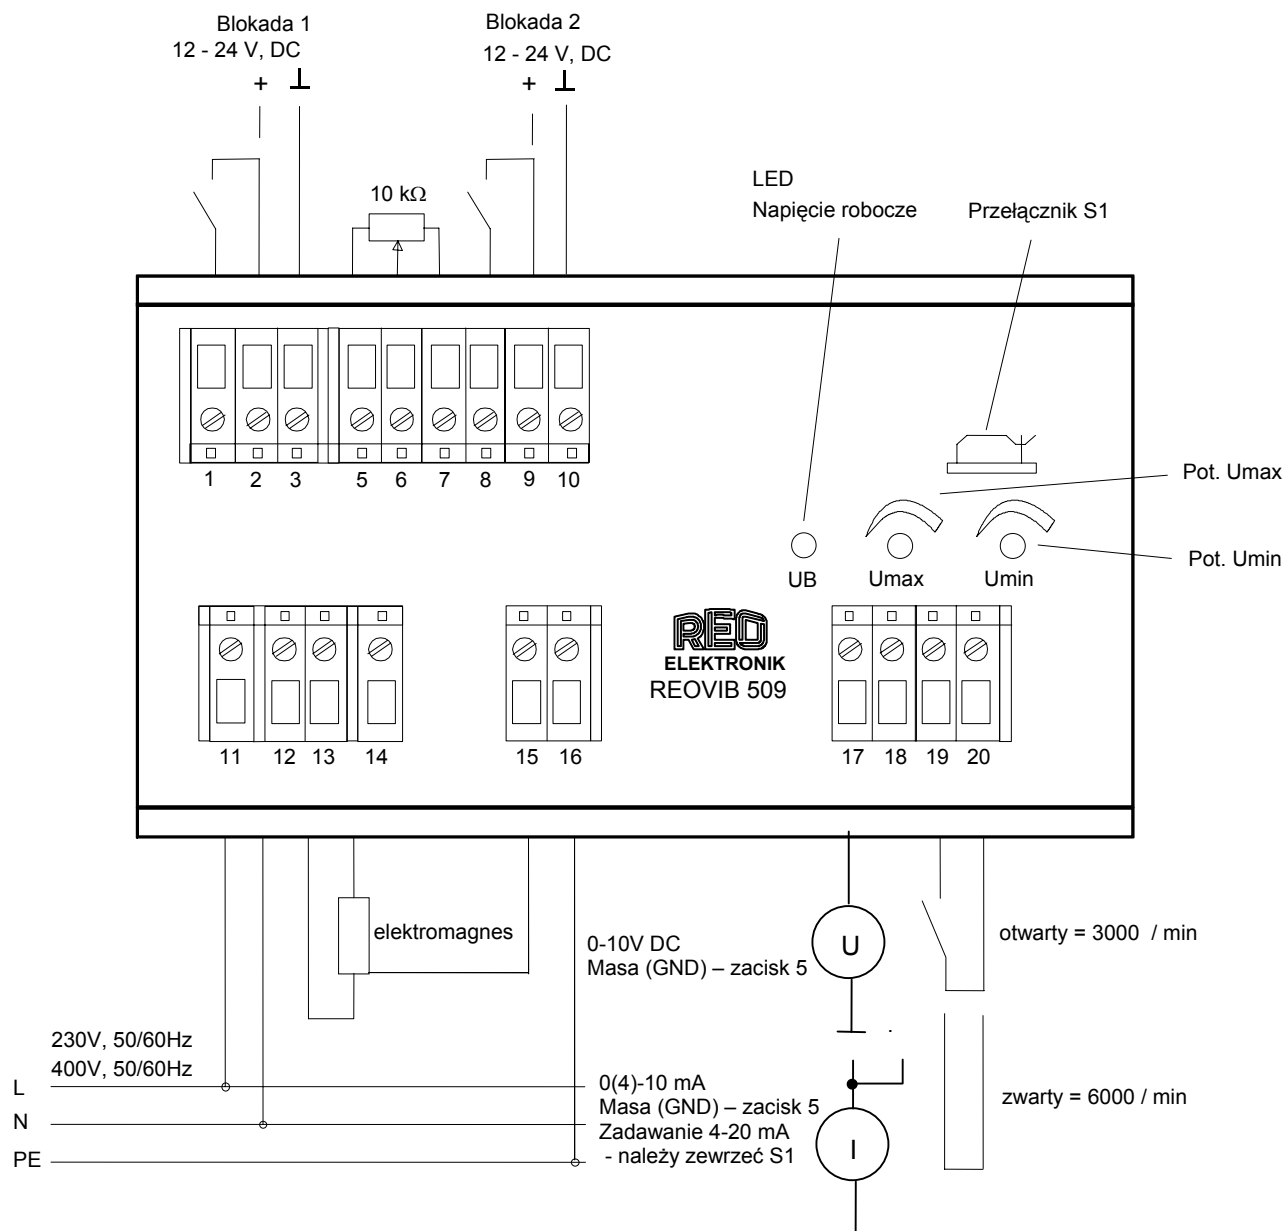 Blokada 1
12 - 24 V, DC
+
Blokada 2
12 - 24 V, DC
+
10 kΩ
LED
Napięcie robocze
Przełącznik S1
1 2 3 5 6 7 8 9 10
Pot. Umax
Pot. Umin
UB Umax Umin
REO
ELEKTRONIK
REOVIB 509
11 12 13 14 15 16 17 18 19 20
elektromagnes
0-10V DC
Masa (GND) – zacisk 5
U
otwarty = 3000 / min
230V, 50/60Hz
400V, 50/60Hz
L
N
PE
0(4)-10 mA
Masa (GND) – zacisk 5
Zadawanie 4-20 mA
- należy zewrzeć S1
I
zwarty = 6000 / min